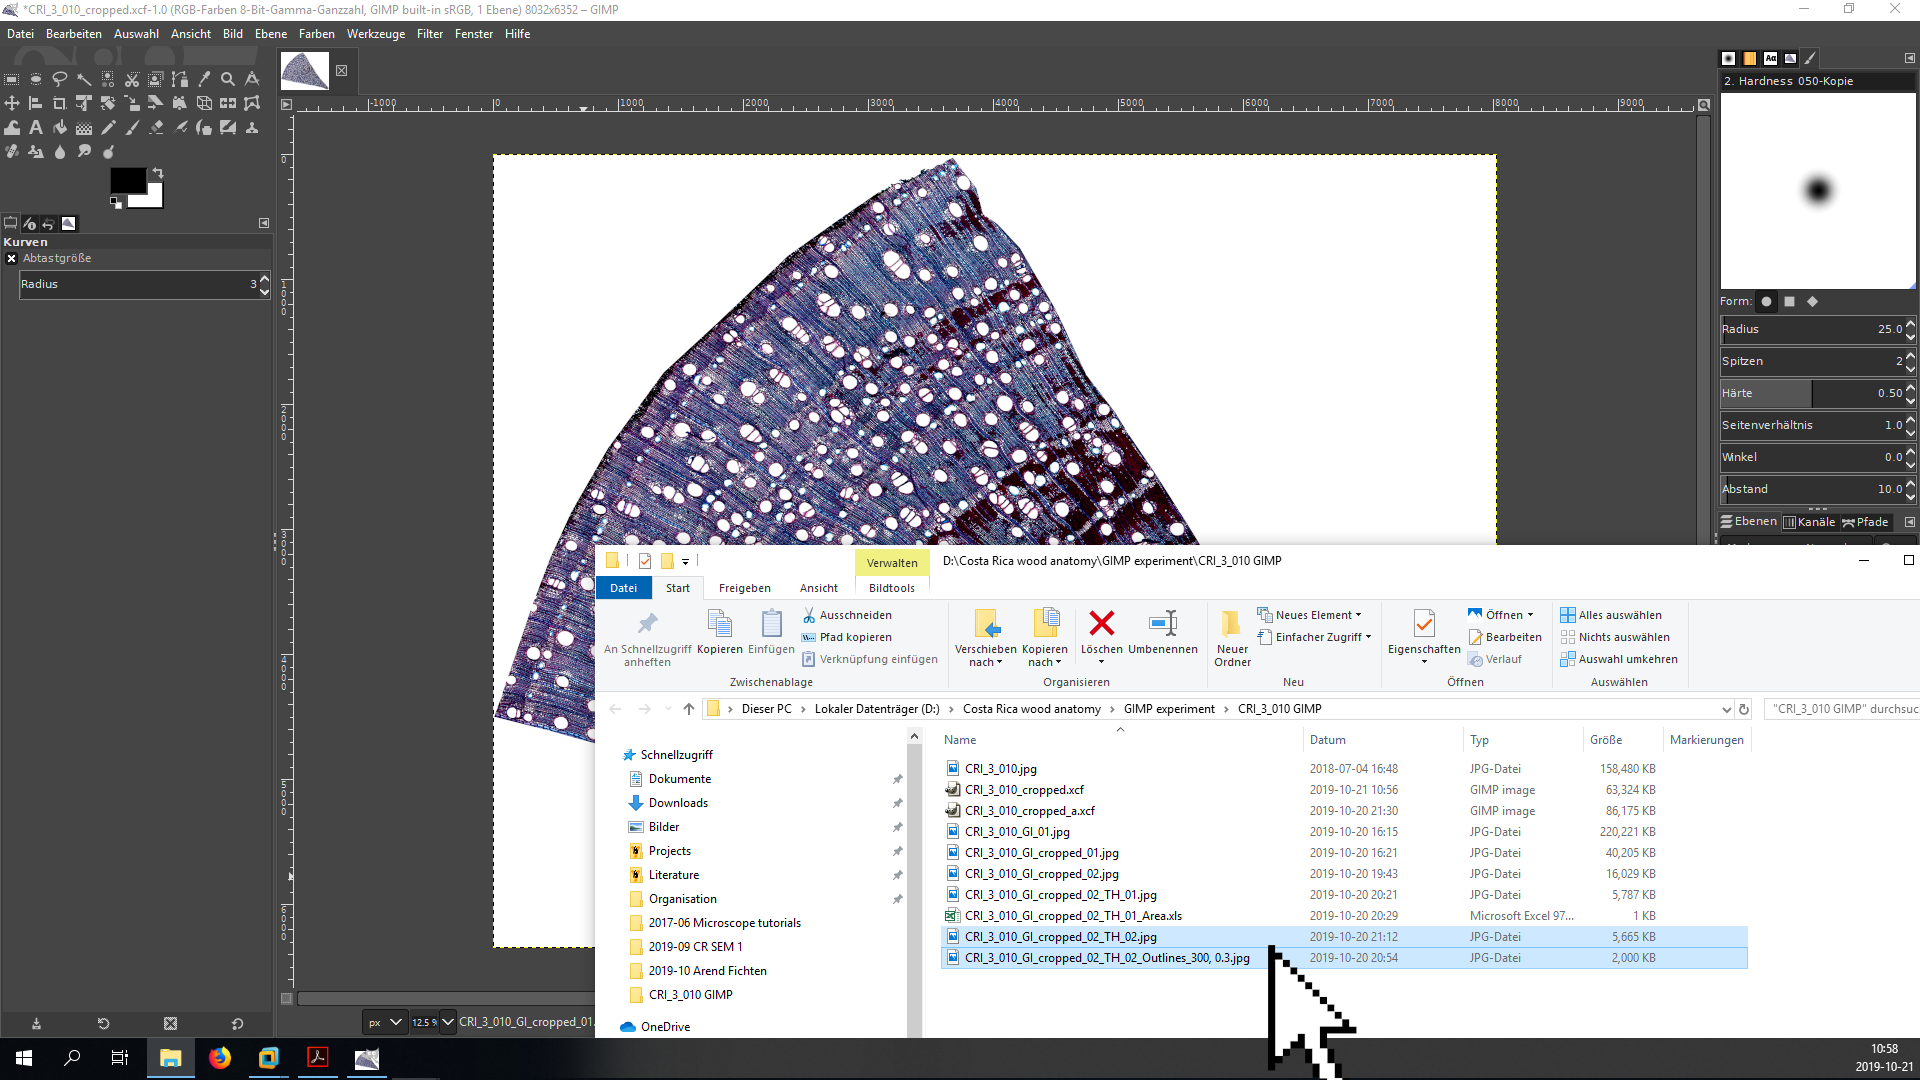 *CRI_3_010_cropped.xcf-1.0 (RGB-Farben 8-Bit-Gamma-Ganzzahl, GIMP built-in sRGB, 1 Ebene) 8032x6352 – GIMP
Datei Bearbeiten Auswahl Ansicht Bild Ebene Farben Werkzeuge Filter Fenster Hilfe
-1000 0 1000 2000 3000 4000 5000 6000 7000 8000 9000
0
1000
2000
3000
4000
5000
6000
Kurven
Abtastgröße
Radius 3
2. Hardness 050-Kopie
Form:
Radius 25.0
Spitzen 2
Härte 0.50
Seitenverhältnis 1.0
Winkel 0.0
Abstand 10.0
Ebenen Kanäle Pfade
px 12.5 % CRI_3_010_GI_cropped_01.
Verwalten D:\Costa Rica wood anatomy\GIMP experiment\CRI_3_010 GIMP
Datei Start Freigeben Ansicht Bildtools
An Schnellzugriff anheften
Kopieren
Einfügen
Ausschneiden
Pfad kopieren
Verknüpfung einfügen
Zwischenablage
Verschieben nach
Kopieren nach
Löschen
Umbenennen
Organisieren
Neuer Ordner
Neues Element
Einfacher Zugriff
Neu
Eigenschaften
Öffnen
Bearbeiten
Verlauf
Öffnen
Alles auswählen
Nichts auswählen
Auswahl umkehren
Auswählen
Dieser PC > Lokaler Datenträger (D:) > Costa Rica wood anatomy > GIMP experiment > CRI_3_010 GIMP
"CRI_3_010 GIMP" durchsuc
Schnellzugriff
Dokumente
Downloads
Bilder
Projects
Literature
Organisation
2017-06 Microscope tutorials
2019-09 CR SEM 1
2019-10 Arend Fichten
CRI_3_010 GIMP
OneDrive
Name Datum Typ Größe Markierungen
CRI_3_010.jpg 2018-07-04 16:48 JPG-Datei 158,480 KB
CRI_3_010_cropped.xcf 2019-10-21 10:56 GIMP image 63,324 KB
CRI_3_010_cropped_a.xcf 2019-10-20 21:30 GIMP image 86,175 KB
CRI_3_010_GI_01.jpg 2019-10-20 16:15 JPG-Datei 220,221 KB
CRI_3_010_GI_cropped_01.jpg 2019-10-20 16:21 JPG-Datei 40,205 KB
CRI_3_010_GI_cropped_02.jpg 2019-10-20 19:43 JPG-Datei 16,029 KB
CRI_3_010_GI_cropped_02_TH_01.jpg 2019-10-20 20:21 JPG-Datei 5,787 KB
CRI_3_010_GI_cropped_02_TH_01_Area.xls 2019-10-20 20:29 Microsoft Excel 97... 1 KB
CRI_3_010_GI_cropped_02_TH_02.jpg 2019-10-20 21:12 JPG-Datei 5,665 KB
CRI_3_010_GI_cropped_02_TH_02_Outlines_300, 0.3.jpg 2019-10-20 20:54 JPG-Datei 2,000 KB
10:58
2019-10-21